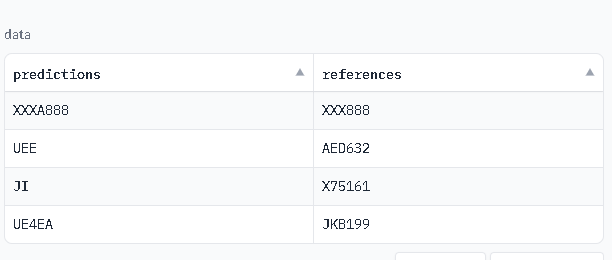 data
predictions references
XXXA888 XXX888
UEE AED632
JI X75161
UE4EA JKB199